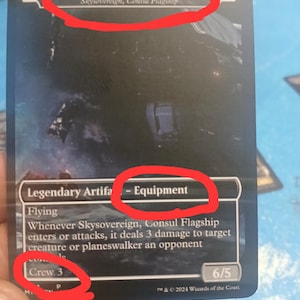 Skysovereign, Consul Flagship
Legendary Artifact – Equipment
Flying
Whenever Skysovereign, Consul Flagship
enters or attacks, it deals 3 damage to target
creature or planeswalker an opponent
Crew 3
6/5
P
™ & © 2024 Wizards of the Coast